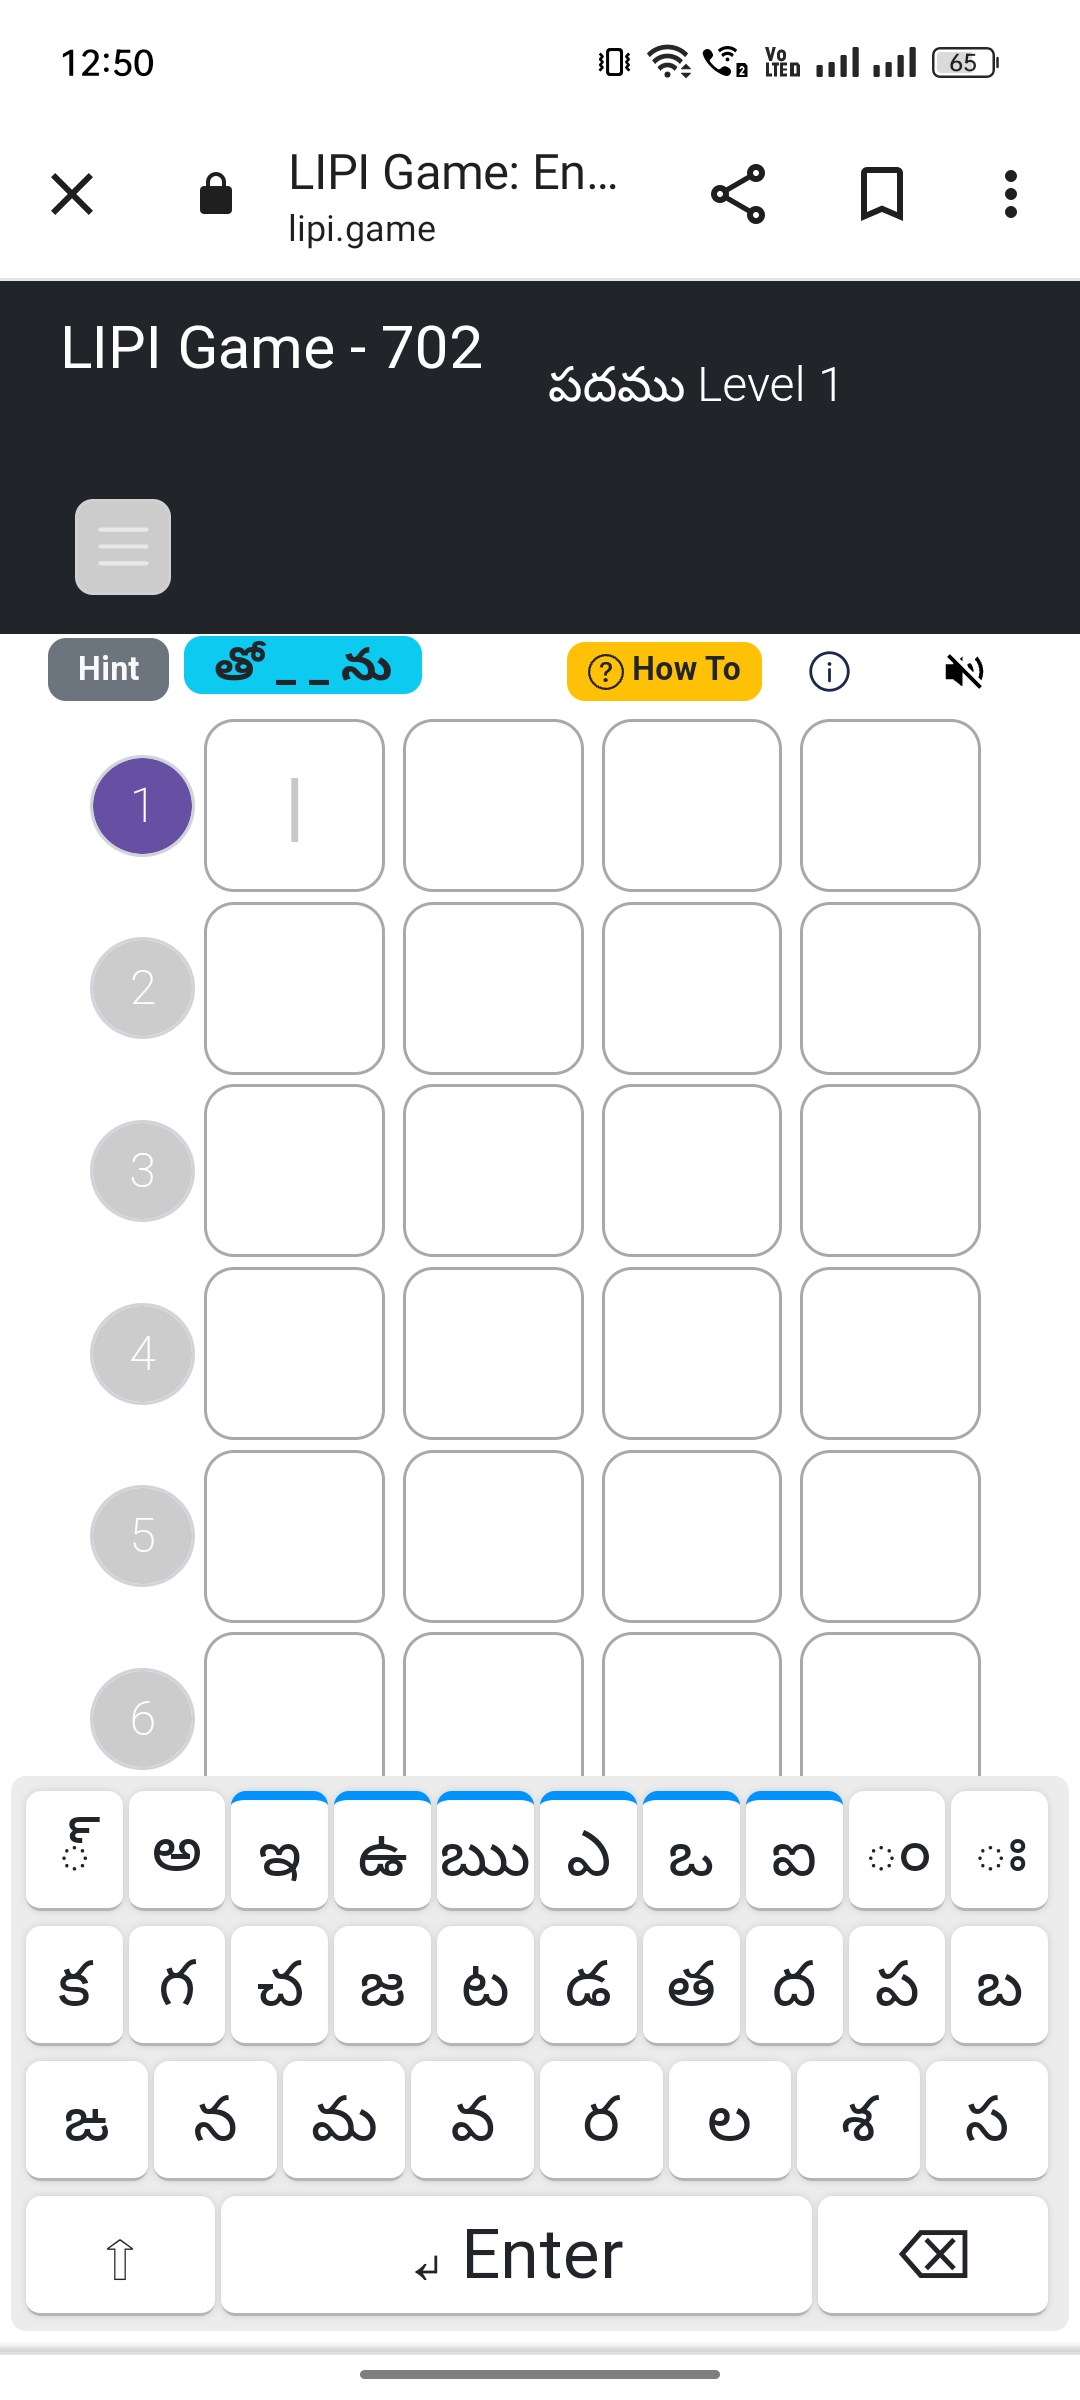 12:50
2
Vo
LTE D
65
LIPI Game: En...
lipi.game
LIPI Game - 702
పదము Level 1
Hint
తో _ _ ను
? How To
i
1
2
3
4
5
6
్ అ ఇ ఉ ఋ ఎ ఒ ఐ ం ః
క గ చ జ ట డ త ద ప బ
ఙ న మ వ ర ల శ స
⇧ ↵ Enter ⌫